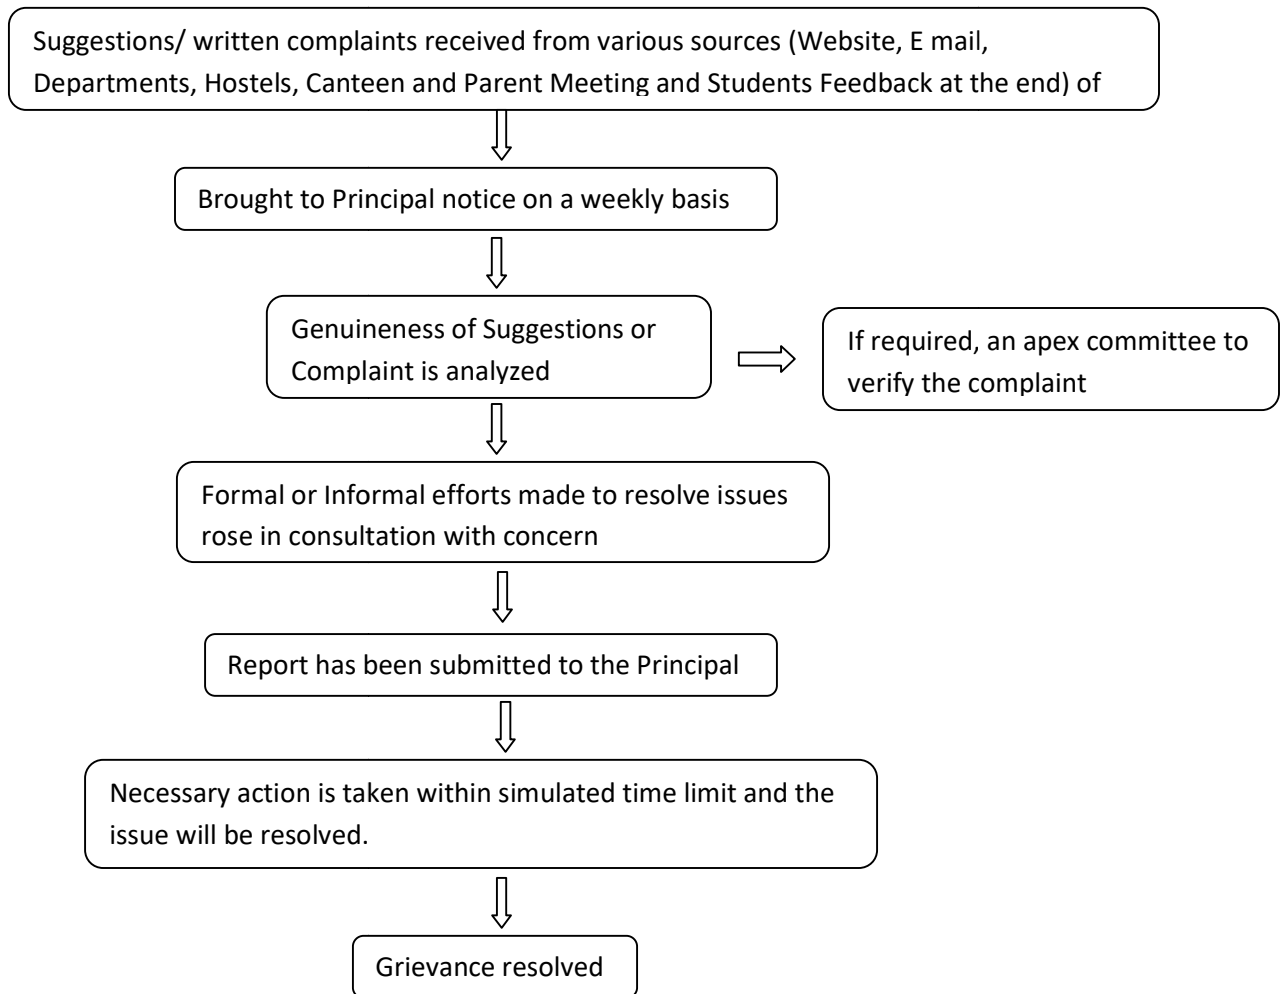 Suggestions/ written complaints received from various sources (Website, E mail,
Departments, Hostels, Canteen and Parent Meeting and Students Feedback at the end) of
Brought to Principal notice on a weekly basis
Genuineness of Suggestions or
Complaint is analyzed
If required, an apex committee to
verify the complaint
Formal or Informal efforts made to resolve issues
rose in consultation with concern
Report has been submitted to the Principal
Necessary action is taken within simulated time limit and the
issue will be resolved.
Grievance resolved